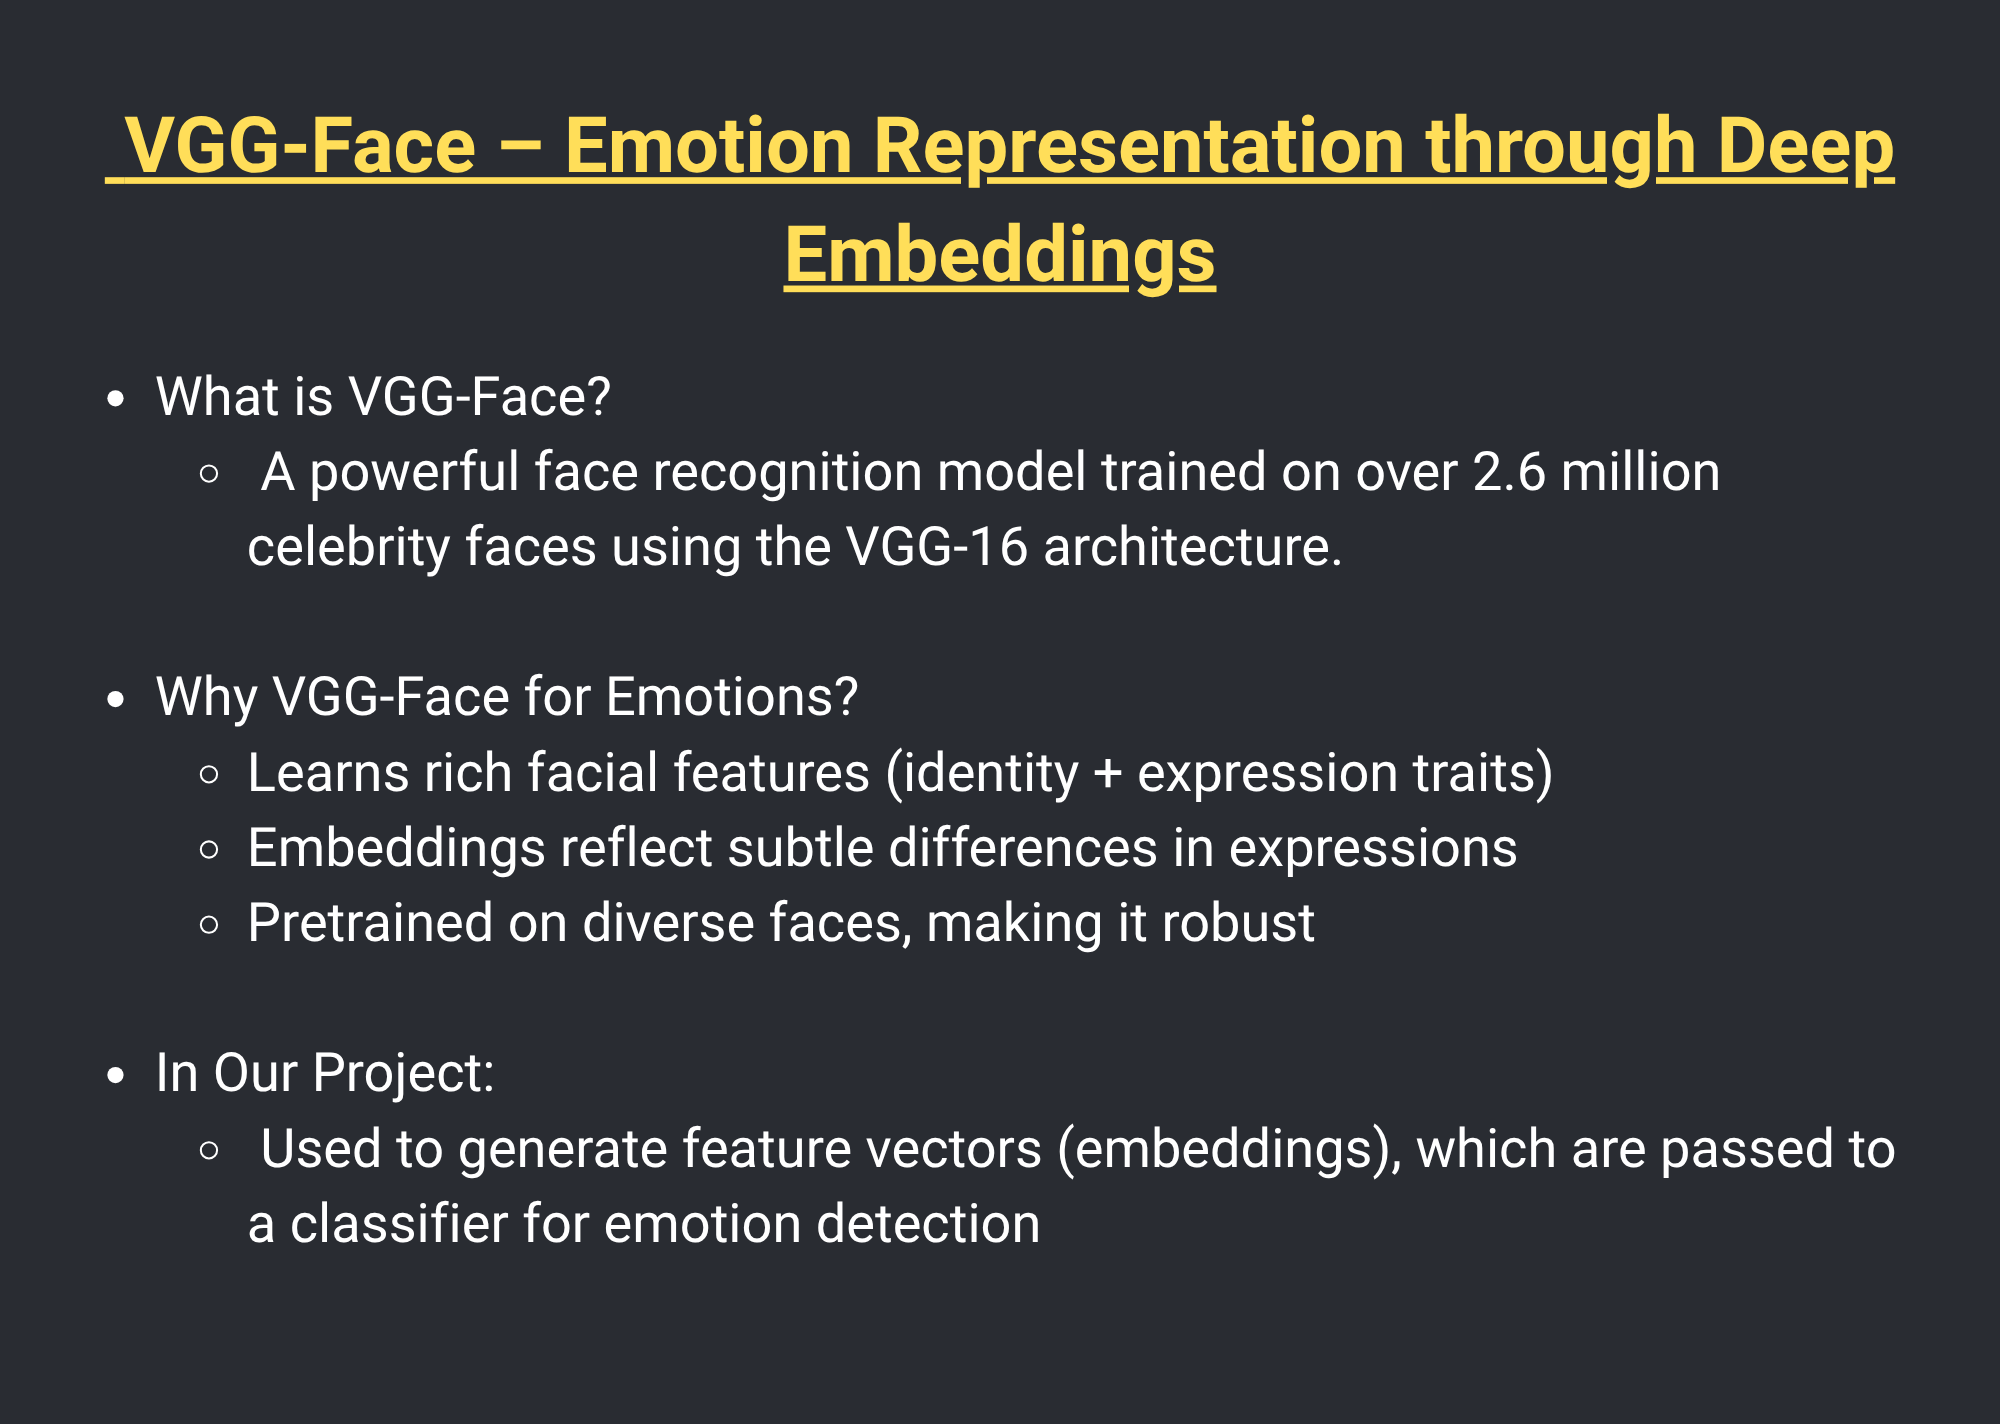 VGG-Face – Emotion Representation through Deep
Embeddings
• What is VGG-Face?
◦ A powerful face recognition model trained on over 2.6 million
celebrity faces using the VGG-16 architecture.
• Why VGG-Face for Emotions?
◦ Learns rich facial features (identity + expression traits)
◦ Embeddings reflect subtle differences in expressions
◦ Pretrained on diverse faces, making it robust
• In Our Project:
◦ Used to generate feature vectors (embeddings), which are passed to
a classifier for emotion detection